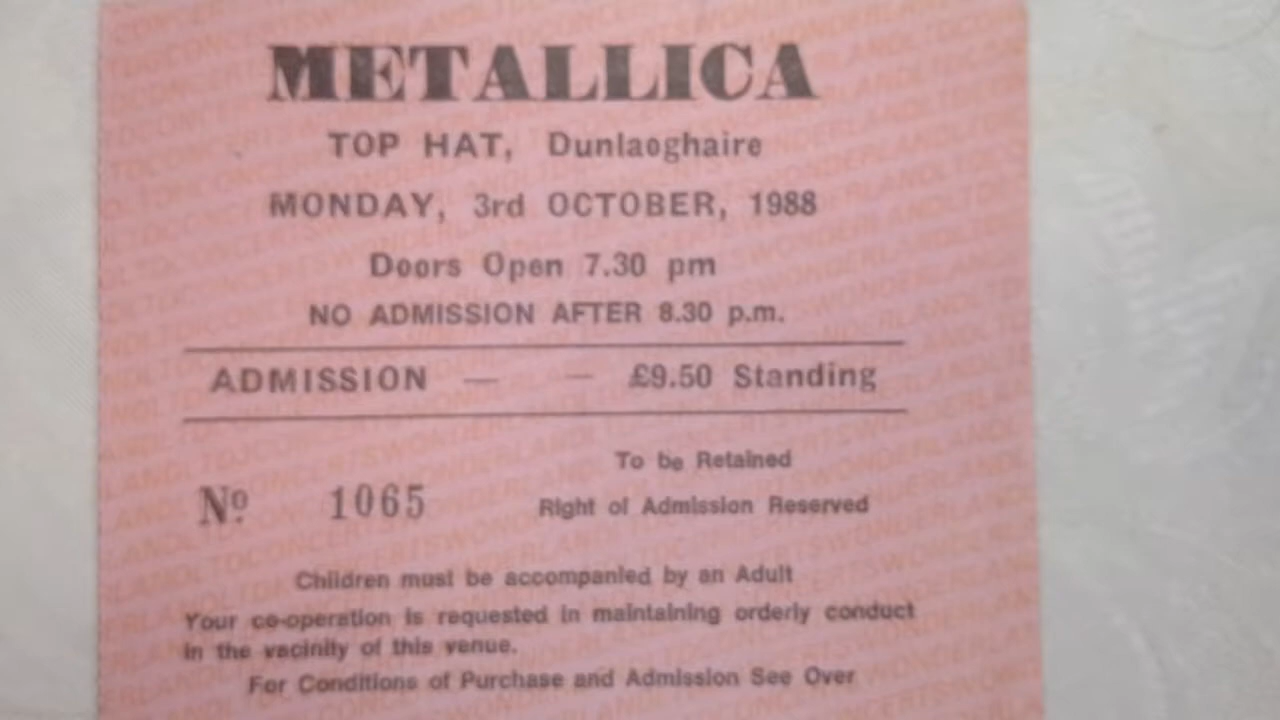 METALLICA
TOP HAT, Dunlaoghaire
MONDAY, 3rd OCTOBER, 1988
Doors Open 7.30 pm
NO ADMISSION AFTER 8.30 p.m.
ADMISSION — — £9.50 Standing
To be Retained
Nº 1065 Right of Admission Reserved
Children must be accompanied by an Adult
Your co-operation is requested in maintaining orderly conduct
in the vacinity of this venue.
For Conditions of Purchase and Admission See Over